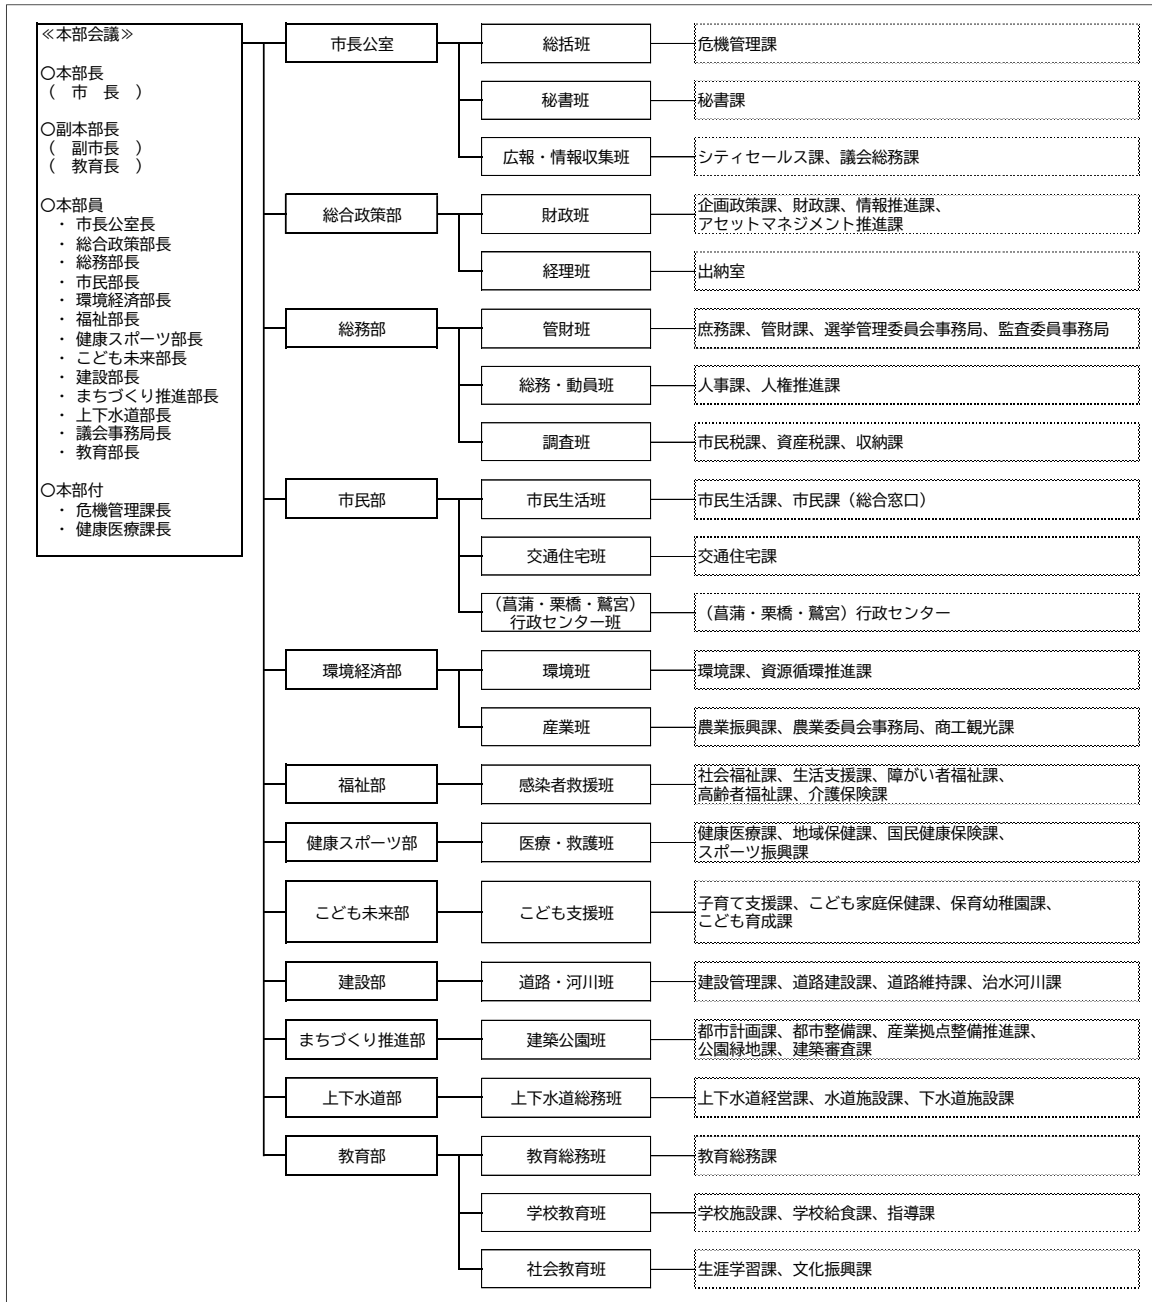 ≪本部会議≫
〇本部長
（　市　長　）
〇副本部長
（　副市長　）
（　教育長　）
〇本部員
・ 市長公室長
・ 総合政策部長
・ 総務部長
・ 市民部長
・ 環境経済部長
・ 福祉部長
・ 健康スポーツ部長
・ こども未来部長
・ 建設部長
・ まちづくり推進部長
・ 上下水道部長
・ 議会事務局長
・ 教育部長
〇本部付
・ 危機管理課長
・ 健康医療課長
市長公室
総括班
危機管理課
秘書班
秘書課
広報・情報収集班
シティセールス課、議会総務課
総合政策部
財政班
企画政策課、財政課、情報推進課、
アセットマネジメント推進課
経理班
出納室
総務部
管財班
庶務課、管財課、選挙管理委員会事務局、監査委員事務局
総務・動員班
人事課、人権推進課
調査班
市民税課、資産税課、収納課
市民部
市民生活班
市民生活課、市民課（総合窓口）
交通住宅班
交通住宅課
（菖蒲・栗橋・鷲宮）
行政センター班
（菖蒲・栗橋・鷲宮）行政センター
環境経済部
環境班
環境課、資源循環推進課
産業班
農業振興課、農業委員会事務局、商工観光課
福祉部
感染者救援班
社会福祉課、生活支援課、障がい者福祉課、
高齢者福祉課、介護保険課
健康スポーツ部
医療・救護班
健康医療課、地域保健課、国民健康保険課、
スポーツ振興課
こども未来部
こども支援班
子育て支援課、こども家庭保健課、保育幼稚園課、
こども育成課
建設部
道路・河川班
建設管理課、道路建設課、道路維持課、治水河川課
まちづくり推進部
建築公園班
都市計画課、都市整備課、産業拠点整備推進課、
公園緑地課、建築審査課
上下水道部
上下水道総務班
上下水道経営課、水道施設課、下水道施設課
教育部
教育総務班
教育総務課
学校教育班
学校施設課、学校給食課、指導課
社会教育班
生涯学習課、文化振興課